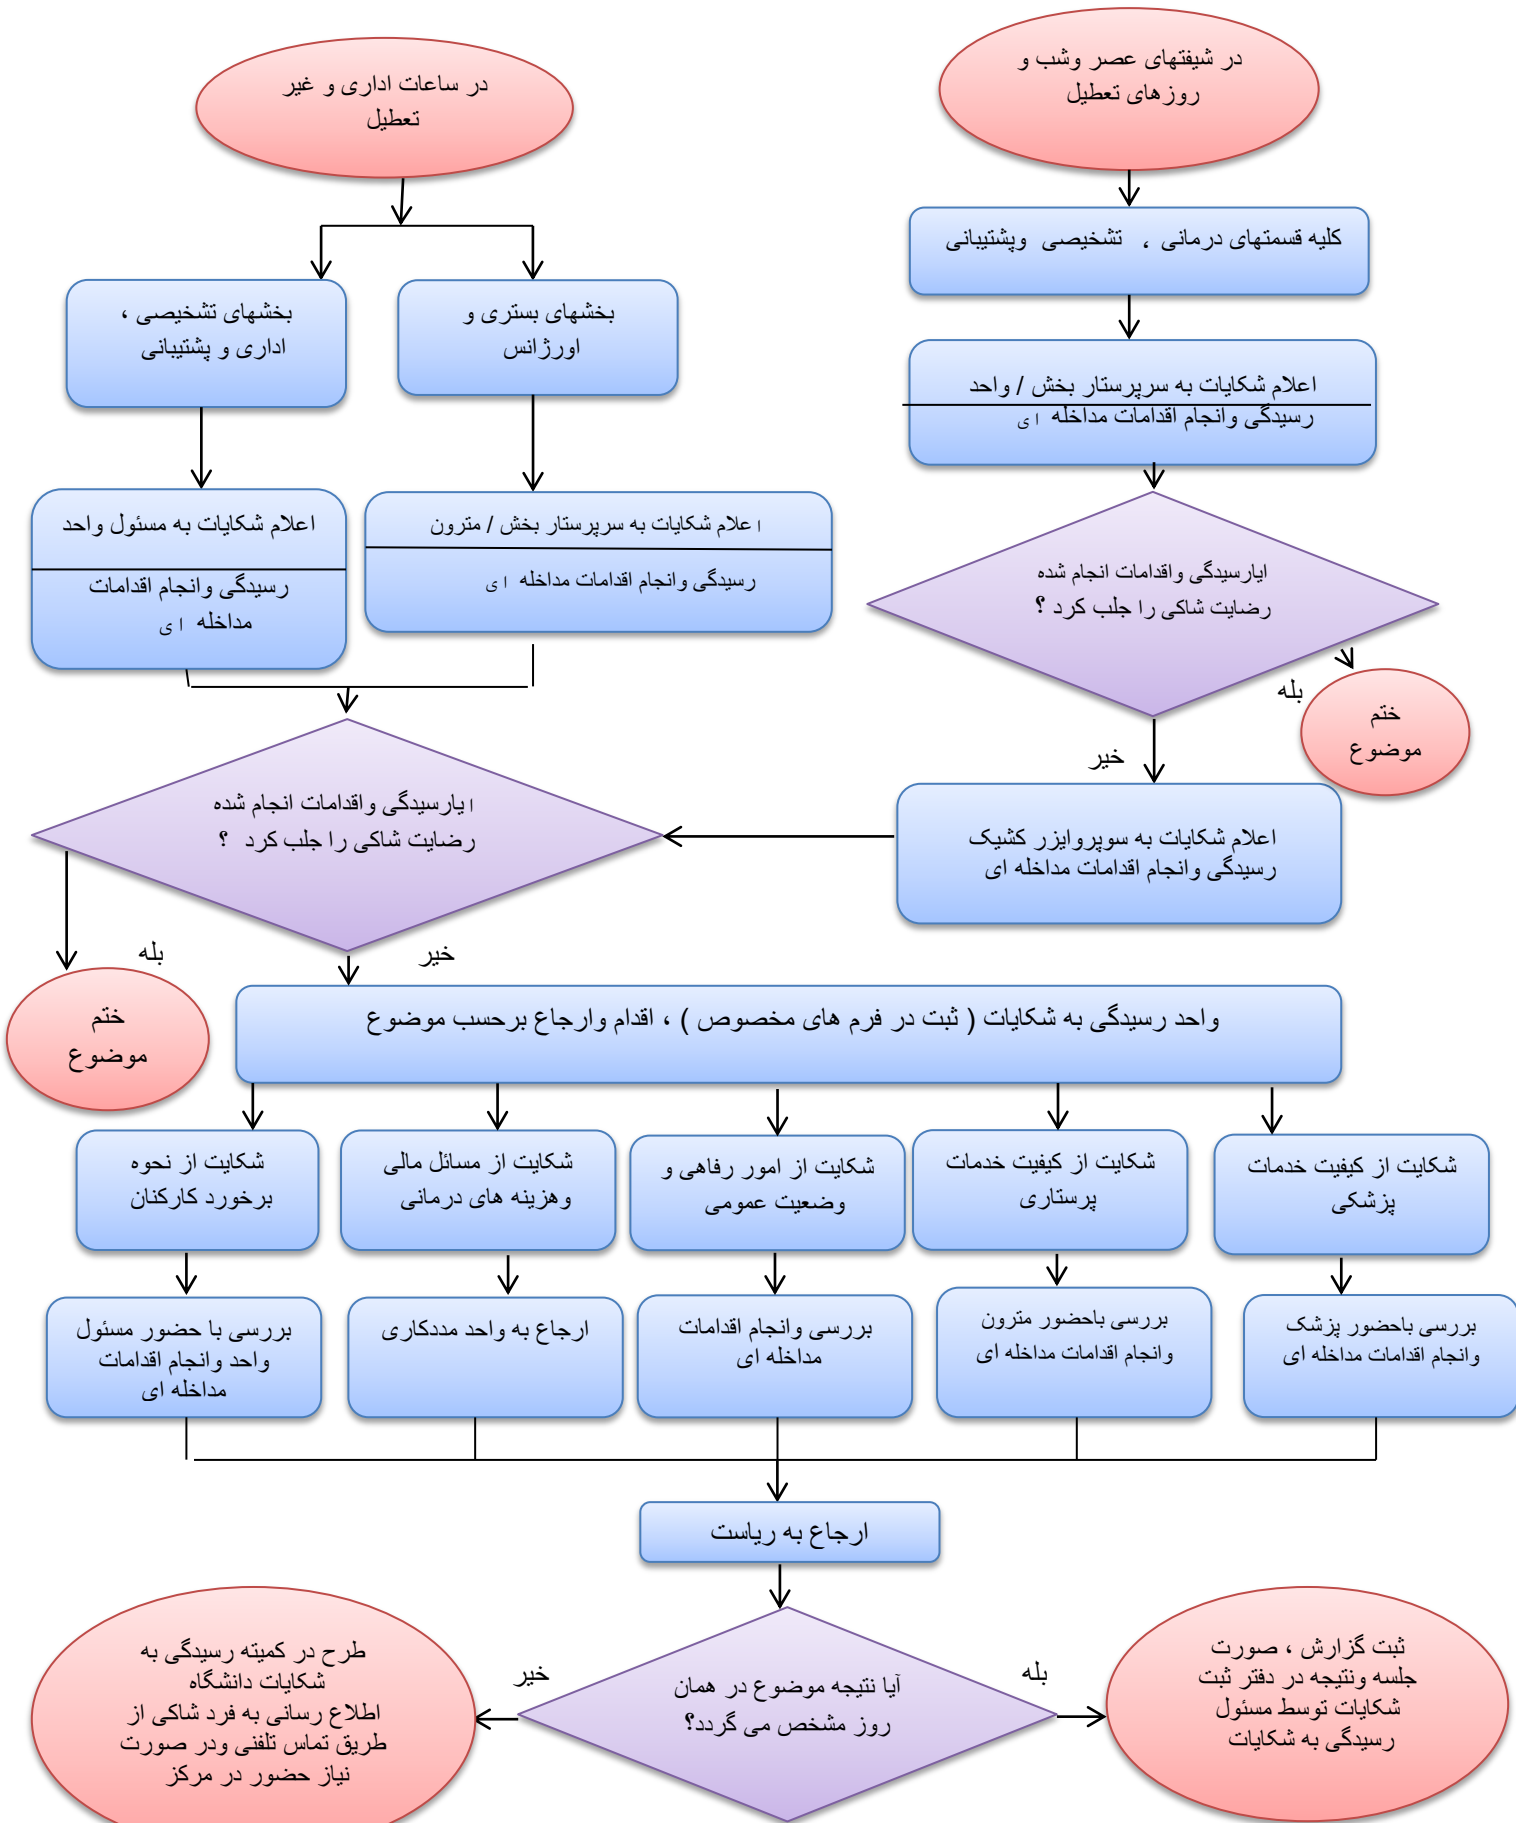 در شیفتهای عصر وشب و
روزهای تعطیل
در ساعات اداری و غیر
تعطیل
کلیه قسمتهای درمانی ، تشخیصی وپشتیبانی
بخشهای بستری و
اورژانس
بخشهای تشخیصی ،
اداری و پشتیبانی
اعلام شکایات به سرپرستار بخش / واحد
رسیدگی وانجام اقدامات مداخله ای
اعلام شکایات به سرپرستار بخش / مترون
رسیدگی وانجام اقدامات مداخله ای
اعلام شکایات به مسئول واحد
رسیدگی وانجام اقدامات
مداخله ای
ایارسیدگی واقدامات انجام شده
رضایت شاکی را جلب کرد ؟
بله
ختم
موضوع
خیر
اعلام شکایات به سوپروایزر کشیک
رسیدگی وانجام اقدامات مداخله ای
ایارسیدگی واقدامات انجام شده
رضایت شاکی را جلب کرد ؟
خیر
بله
ختم
موضوع
واحد رسیدگی به شکایات ( ثبت در فرم های مخصوص ) ، اقدام وارجاع برحسب موضوع
شکایت از کیفیت خدمات
پزشکی
شکایت از کیفیت خدمات
پرستاری
شکایت از امور رفاهی و
وضعیت عمومی
شکایت از مسائل مالی
وهزینه های درمانی
شکایت از نحوه
برخورد کارکنان
بررسی باحضور پزشک
وانجام اقدامات مداخله ای
بررسی باحضور مترون
وانجام اقدامات مداخله ای
بررسی وانجام اقدامات
مداخله ای
ارجاع به واحد مددکاری
بررسی با حضور مسئول
واحد وانجام اقدامات
مداخله ای
ارجاع به ریاست
آیا نتیجه موضوع در همان
روز مشخص می گردد؟
بله
ثبت گزارش ، صورت
جلسه ونتیجه در دفتر ثبت
شکایات توسط مسئول
رسیدگی به شکایات
خیر
طرح در کمیته رسیدگی به
شکایات دانشگاه
اطلاع رسانی به فرد شاکی از
طریق تماس تلفنی ودر صورت
نیاز حضور در مرکز